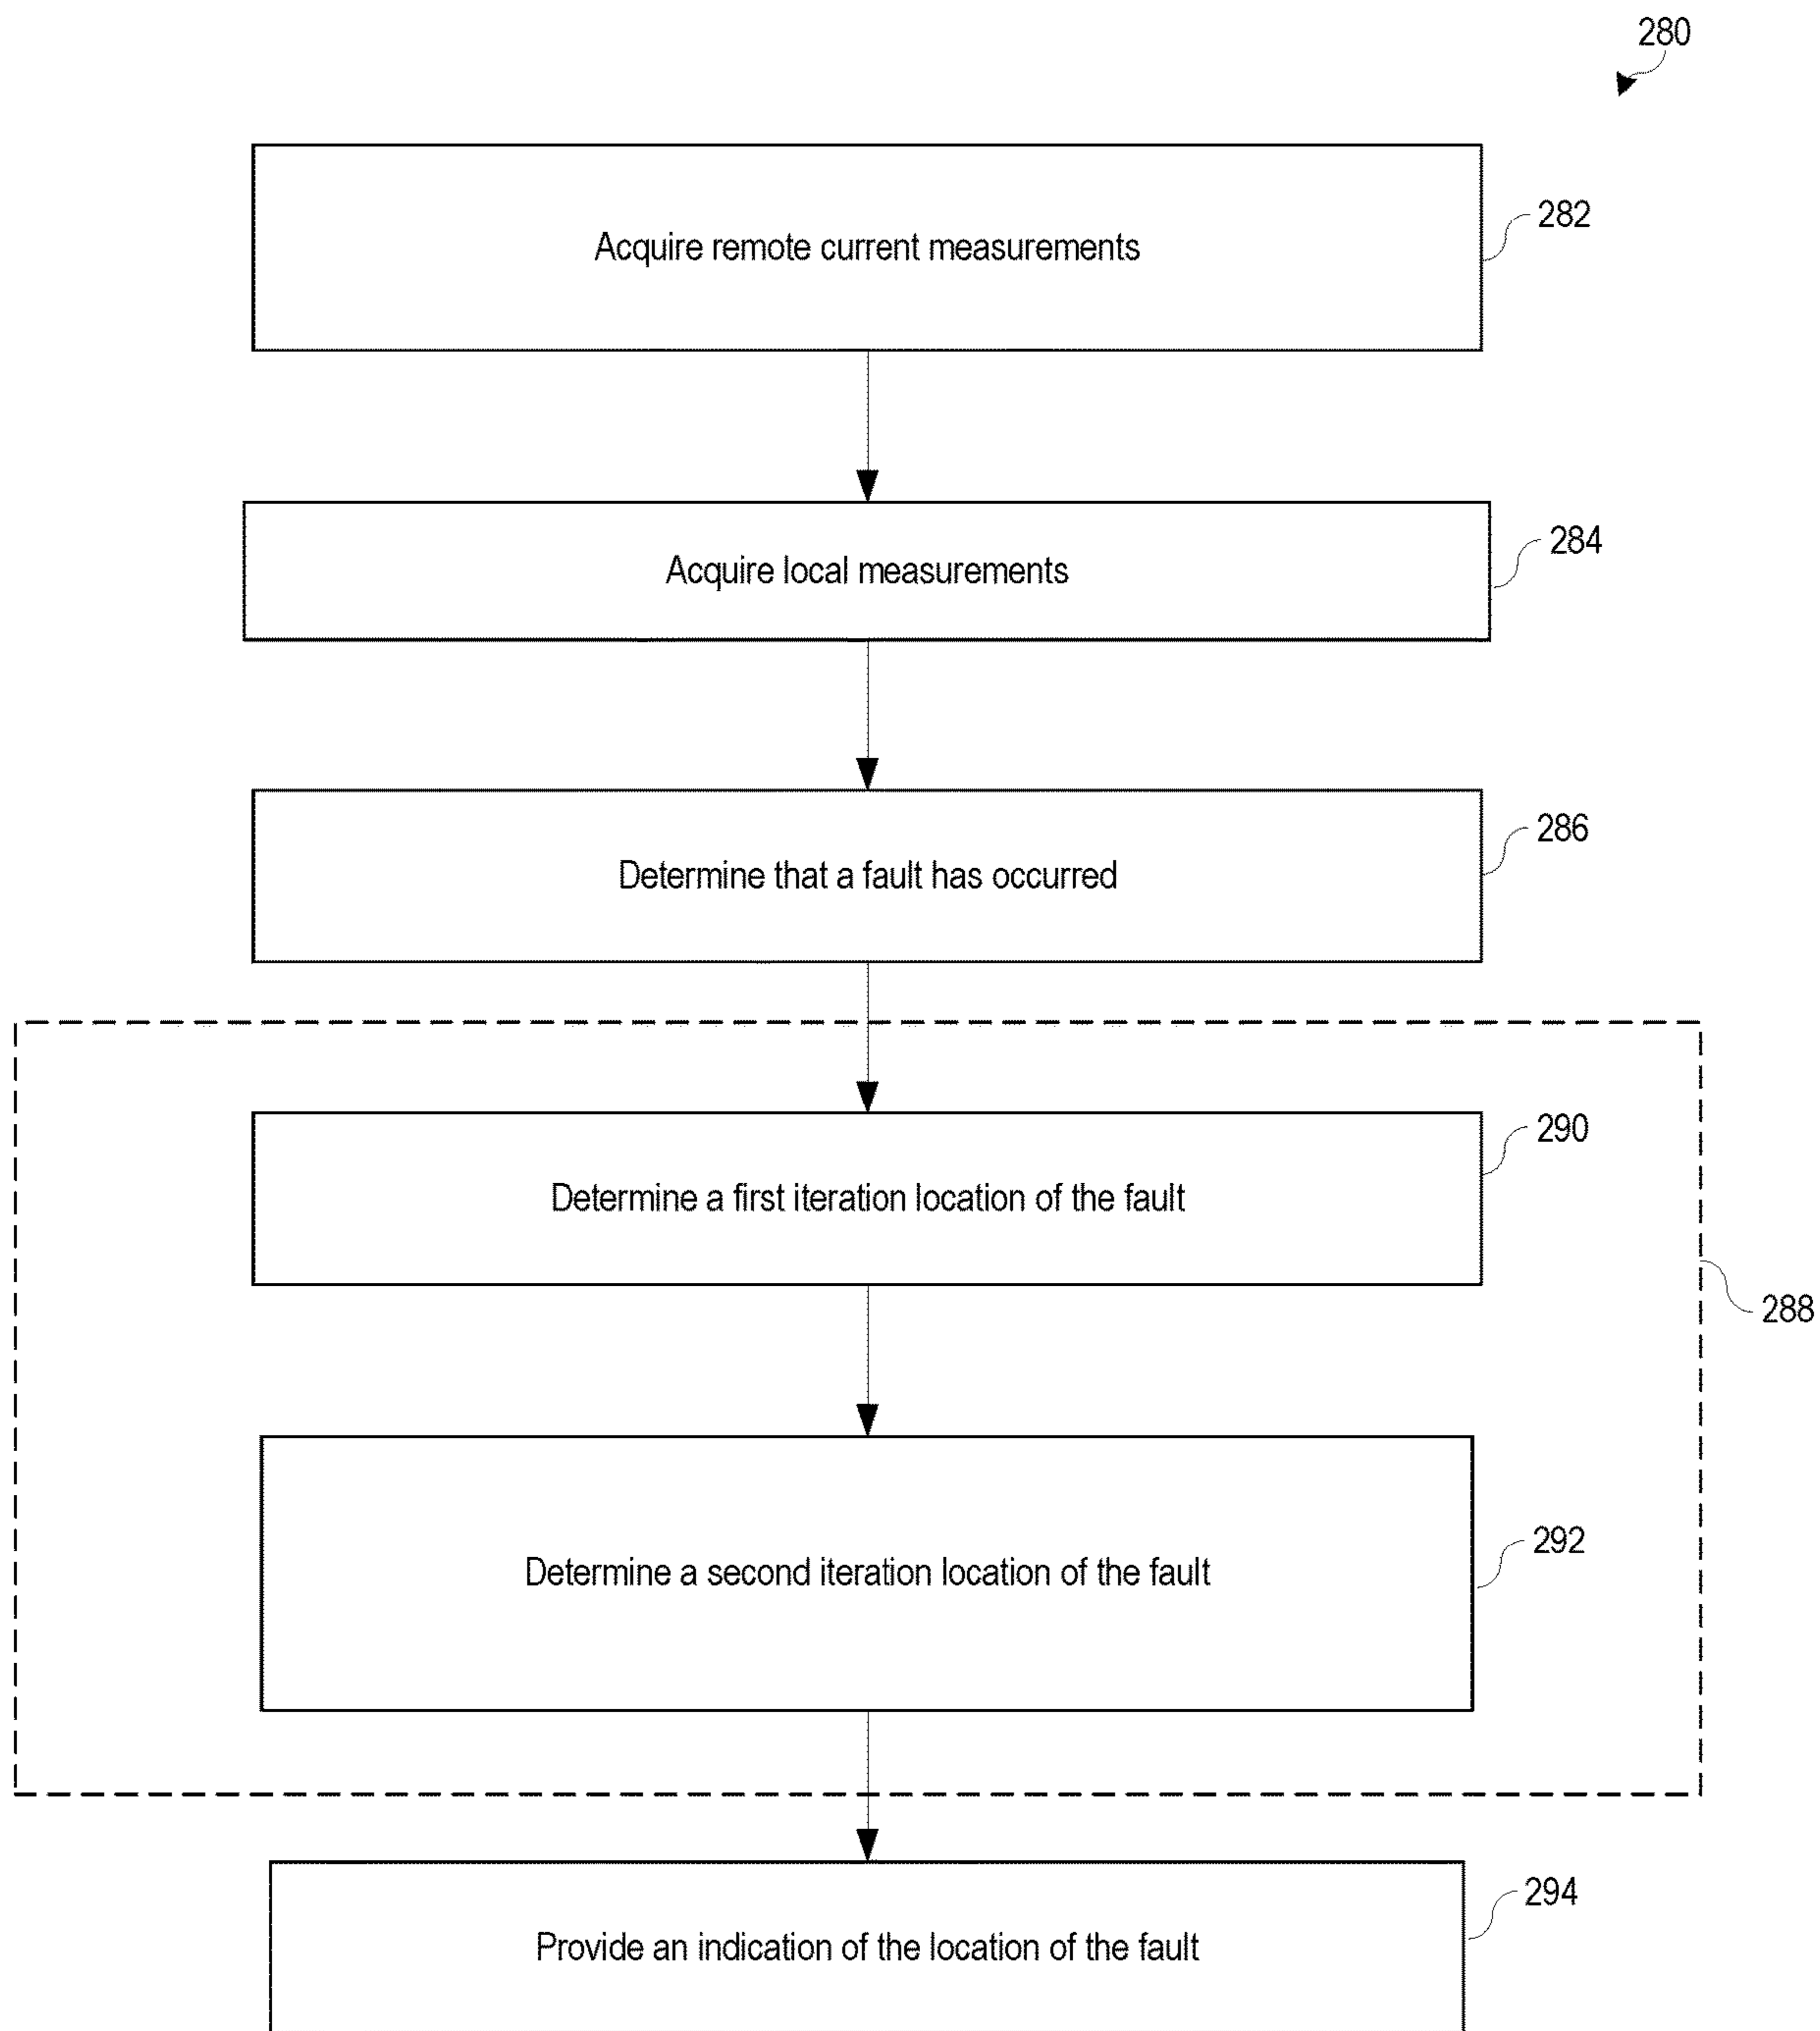 280
Acquire remote current measurements
282
Acquire local measurements
284
Determine that a fault has occurred
286
Determine a first iteration location of the fault
290
288
Determine a second iteration location of the fault
292
Provide an indication of the location of the fault
294